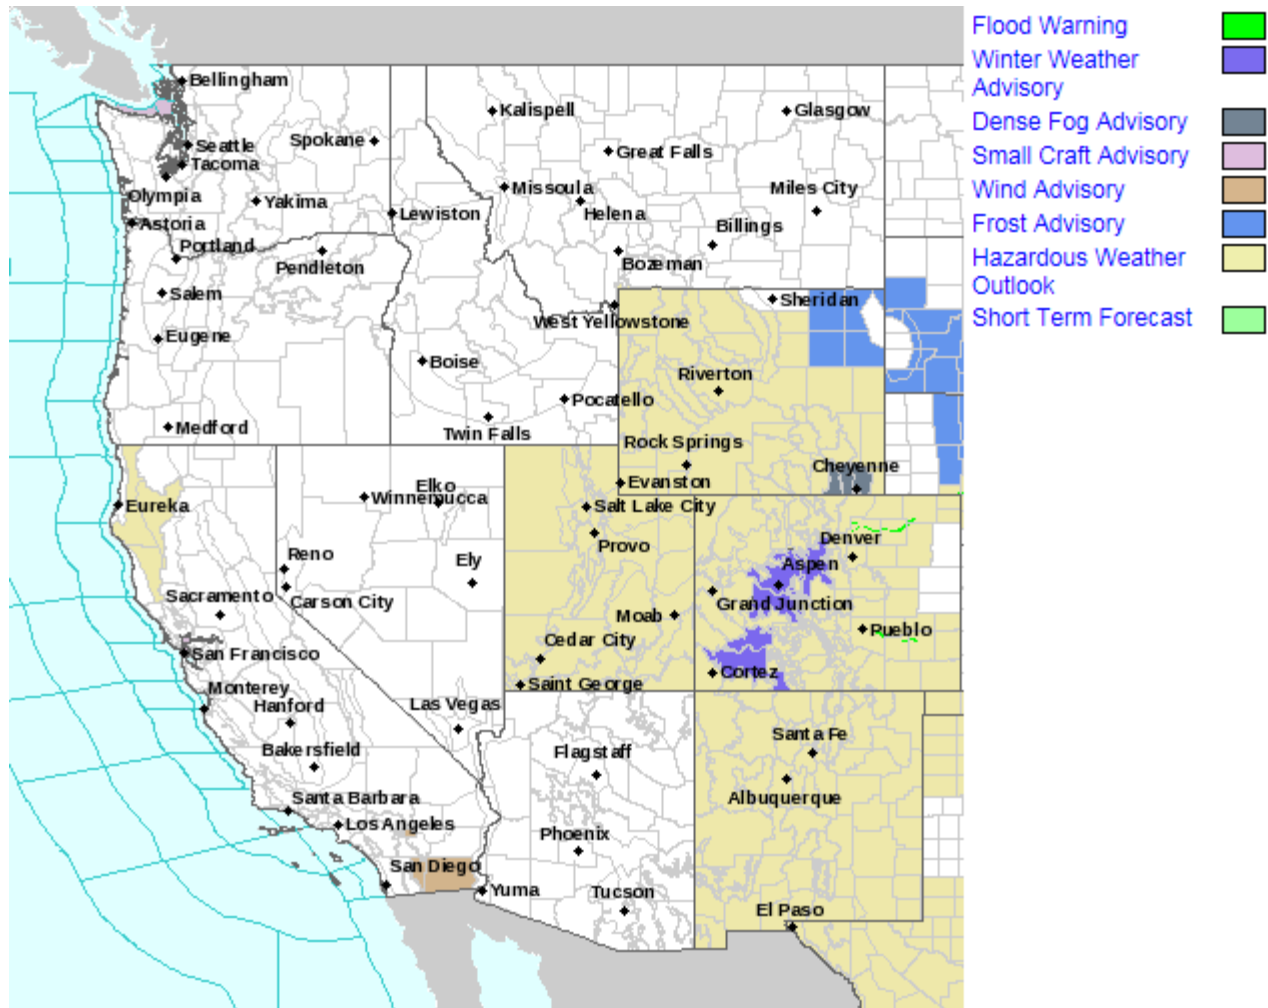 Bellingham
Kalispell
Glasgow
Seattle
Spokane
Great Falls
Tacoma
Missoula
Miles City
Olympia
Yakima
Lewiston
Helena
Astoria
Billings
Portland
Pendleton
Bozeman
Salem
Sheridan
West Yellowstone
Eugene
Boise
Riverton
Pocatello
Medford
Twin Falls
Rock Springs
Cheyenne
Evanston
Elko
Winnemucca
Eureka
Salt Lake City
Provo
Denver
Reno
Ely
Aspen
Sacramento
Carson City
Grand Junction
Moab
Pueblo
Cedar City
San Francisco
Cortez
Saint George
Monterey
Hanford
Las Vegas
Santa Fe
Bakersfield
Flagstaff
Santa Barbara
Albuquerque
Los Angeles
Phoenix
San Diego
Yuma
Tucson
El Paso
Flood Warning
Winter Weather
Advisory
Dense Fog Advisory
Small Craft Advisory
Wind Advisory
Frost Advisory
Hazardous Weather
Outlook
Short Term Forecast